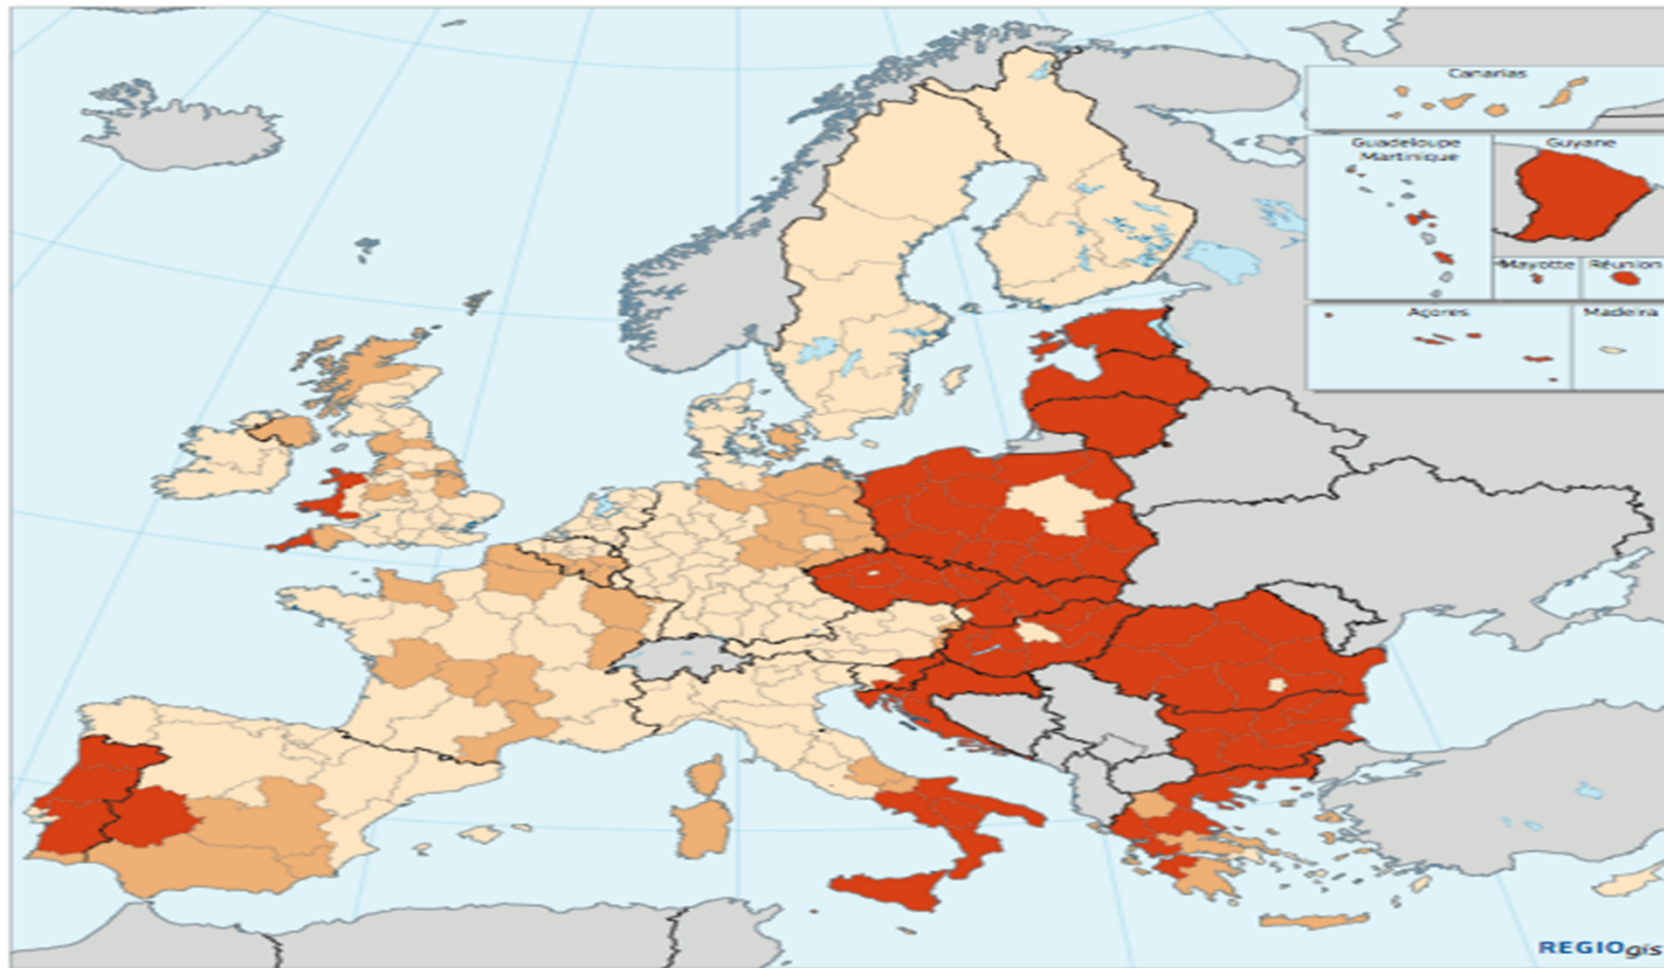 Canarias
Guadeloupe
Martinique
Guyane
Mayotte
Réunion
Açores
Madeira
REGIOgis